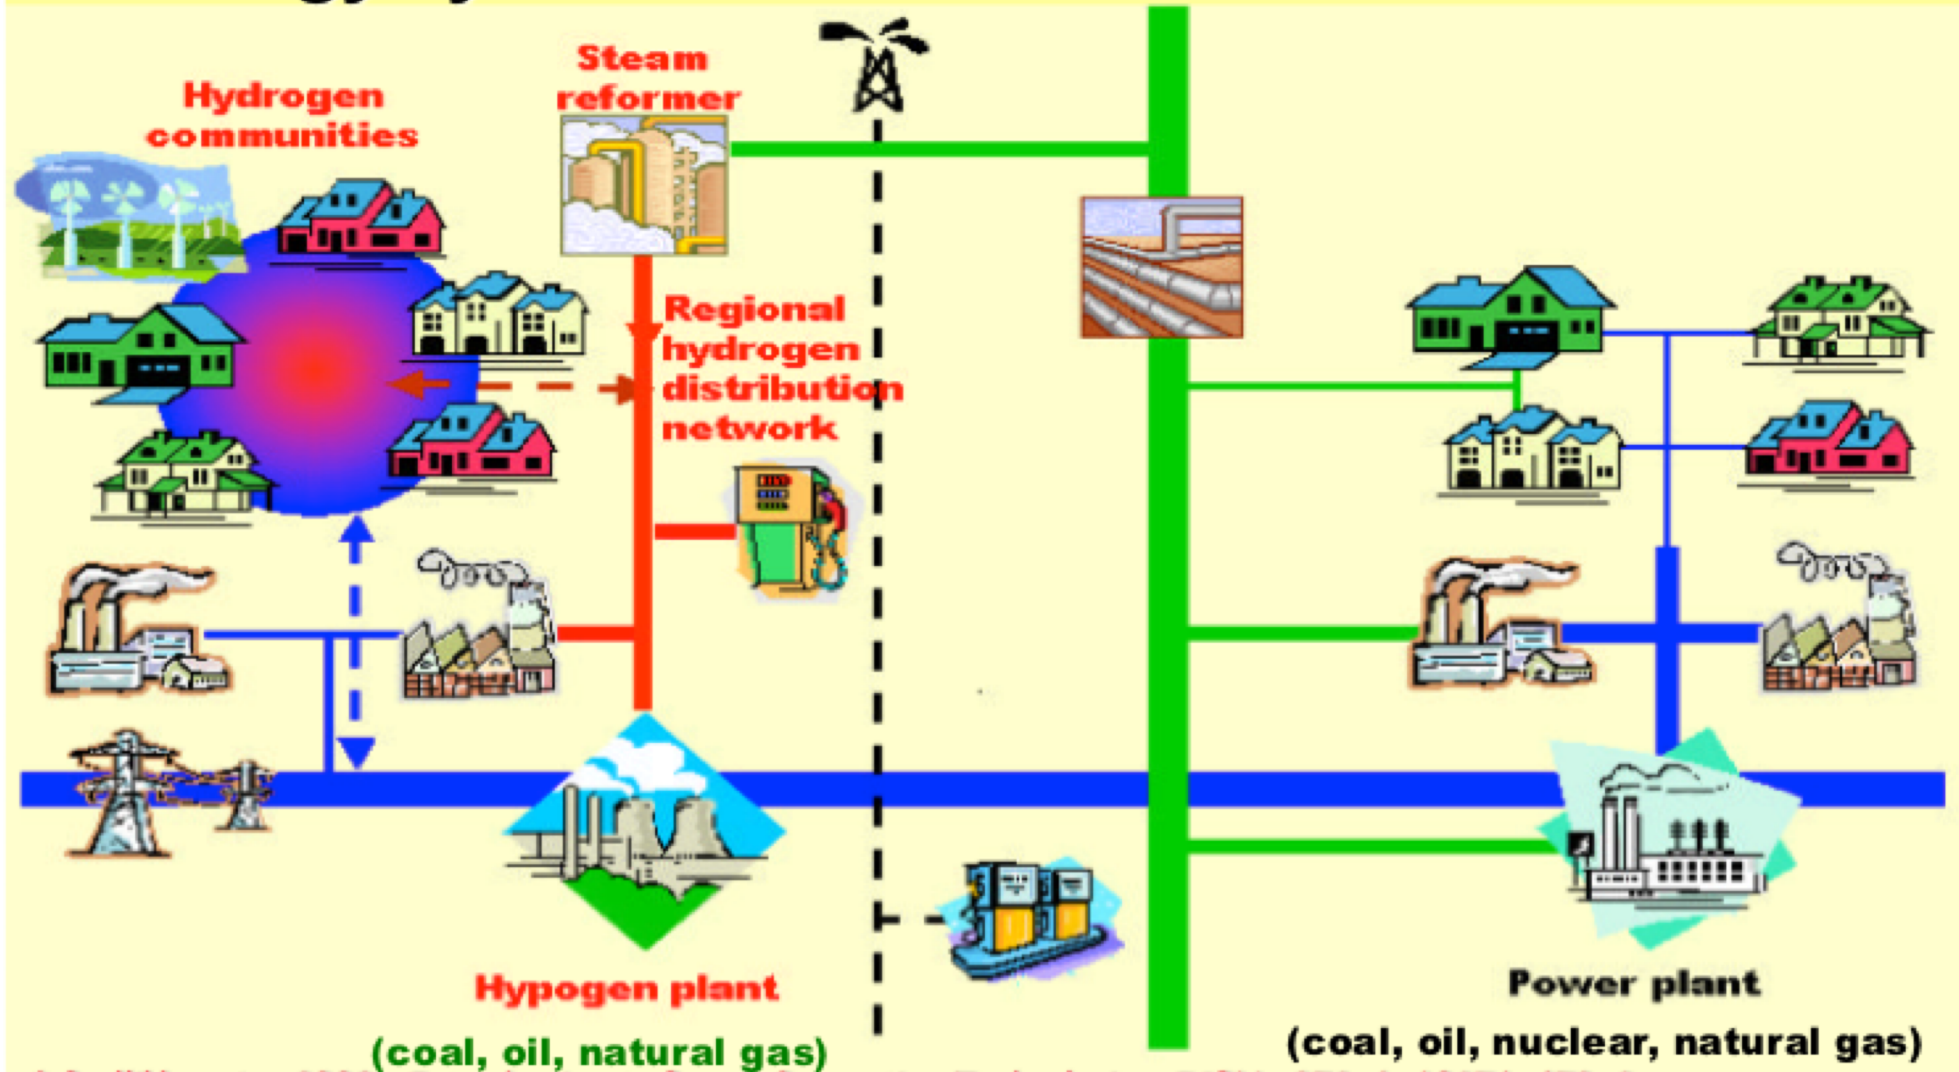 Steam
reformer
Hydrogen
communities
Regional
hydrogen
distribution
network
Hypogen plant
(coal, oil, natural gas)
Power plant
(coal, oil, nuclear, natural gas)